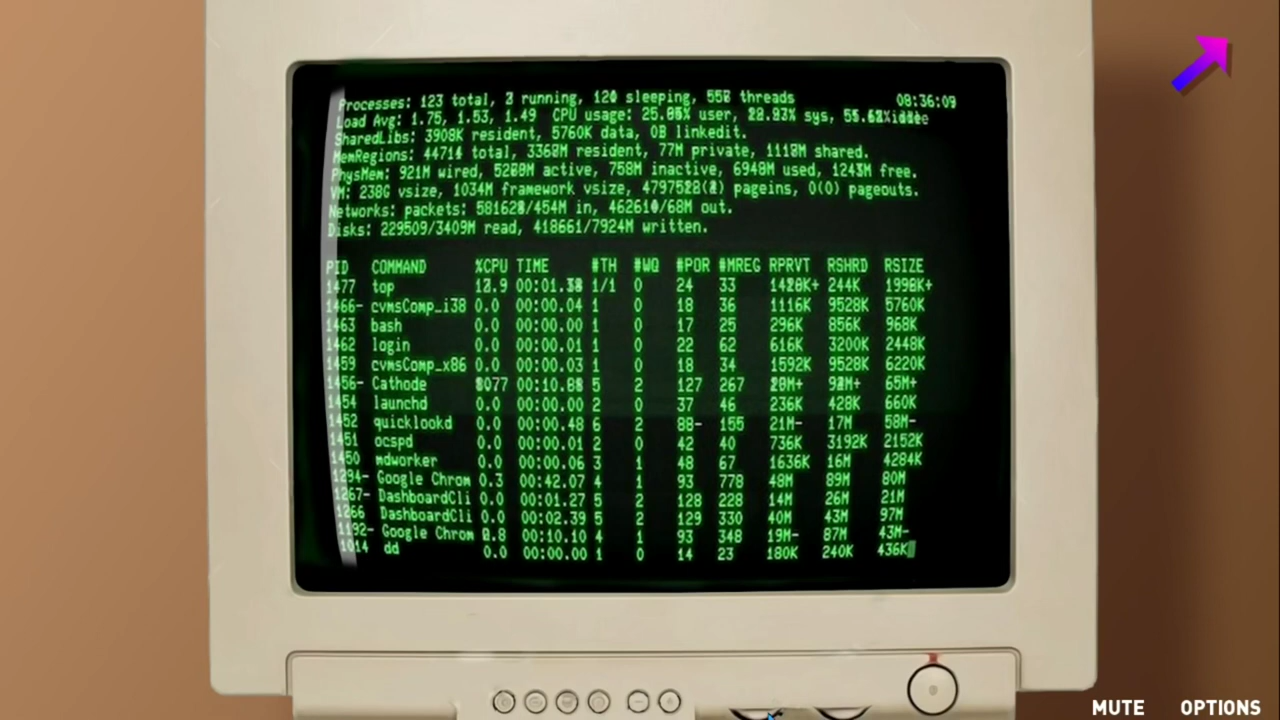 Processes: 123 total, running, sleeping, threads 08:36:09
Load Avg: 1.75, 1.53, 1.49 CPU usage: user, sys, idle
SharedLibs: 3908K resident, 5760K data, 0B linkedit.
MemRegions: total, resident, 77M private, shared.
PhysMem: 921M wired, active, 758M inactive, used, free.
VM: 238G vsize, 1034M framework vsize, pageins, 0(0) pageouts.
Networks: packets: in, out.
Disks: 229509/3409M read, 418661/7924M written.
PID COMMAND %CPU TIME #TH #WQ #POR #MREG RPRVT RSHRD RSIZE
1477 top 1/1 0 24 33 244K
1466- cvmsComp_i38 0.0 00:00.04 1 0 18 36 1116K 9528K 5760K
1463 bash 0.0 00:00.00 1 0 17 25 296K 856K 968K
1462 login 0.0 00:00.01 1 0 22 62 616K 3200K 2448K
1459 cvmsComp_x86 0.0 00:00.03 1 0 18 34 1592K 9528K 6220K
1456- Cathode 5 2 127 267 65M+
1454 launchd 0.0 00:00.00 2 0 37 46 236K 428K 660K
1452 quicklookd 0.0 00:00.48 6 2 88- 155 21M- 17M 58M-
1451 ocspd 0.0 00:00.01 2 0 42 40 736K 3192K 2152K
1450 mdworker 0.0 00:00.06 3 1 48 67 1636K 16M 4284K
1294- Google Chrom 0.3 00:42.07 4 1 93 778 48M 89M 80M
1267- DashboardCli 0.0 00:01.27 5 2 128 228 14M 26M 21M
1266 DashboardCli 0.0 00:02.39 5 2 129 330 40M 43M 97M
1192- Google Chrom 00:10.10 4 1 93 348 19M- 87M 43M-
1014 dd 0.0 00:00.00 1 0 14 23 180K 240K 436K
MUTE OPTIONS